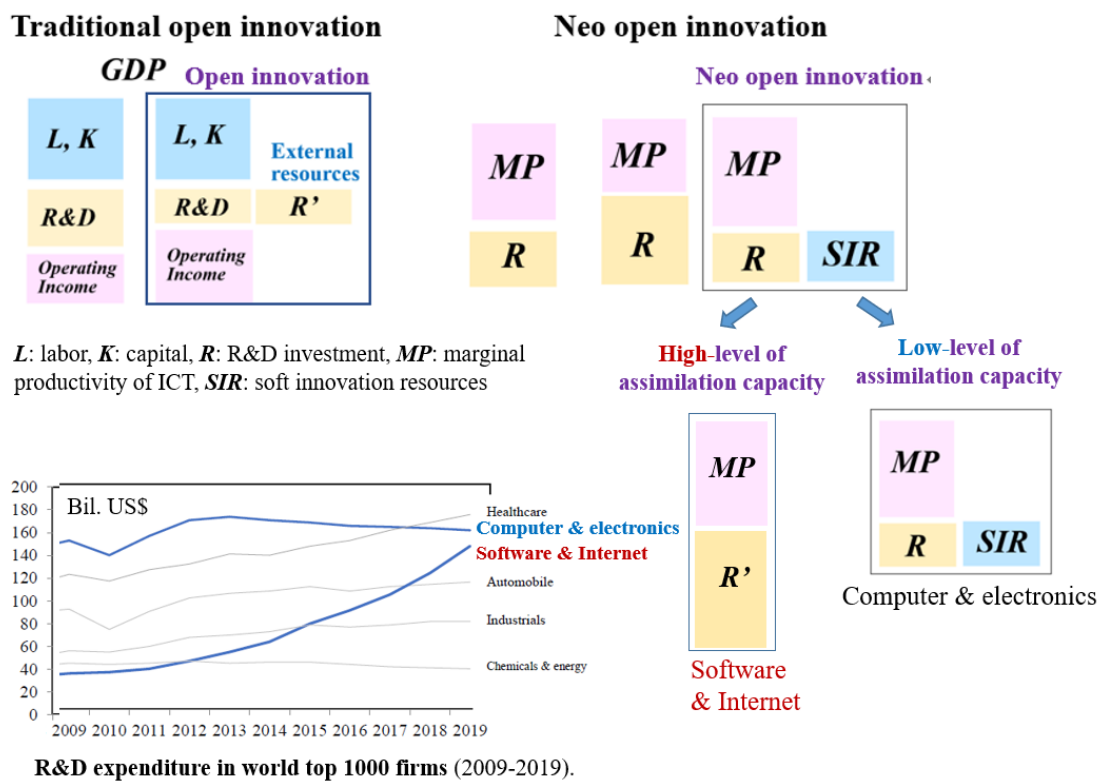 Traditional open innovation
GDP
Open innovation
L, K
R&D
Operating
Income
L, K
R&D
Operating
Income
External
resources
R’
L: labor, K: capital, R: R&D investment, MP: marginal
productivity of ICT, SIR: soft innovation resources
Neo open innovation
Neo open innovation
MP
R
MP
R
MP
R
SIR
High-level of
assimilation capacity
Low-level of
assimilation capacity
MP
R’
Software
& Internet
MP
R
SIR
Computer & electronics
Bil. US$
200
180
160
140
120
100
80
60
40
20
0
2009 2010 2011 2012 2013 2014 2015 2016 2017 2018 2019
Healthcare
Computer & electronics
Software & Internet
Automobile
Industrials
Chemicals & energy
R&D expenditure in world top 1000 firms (2009-2019).